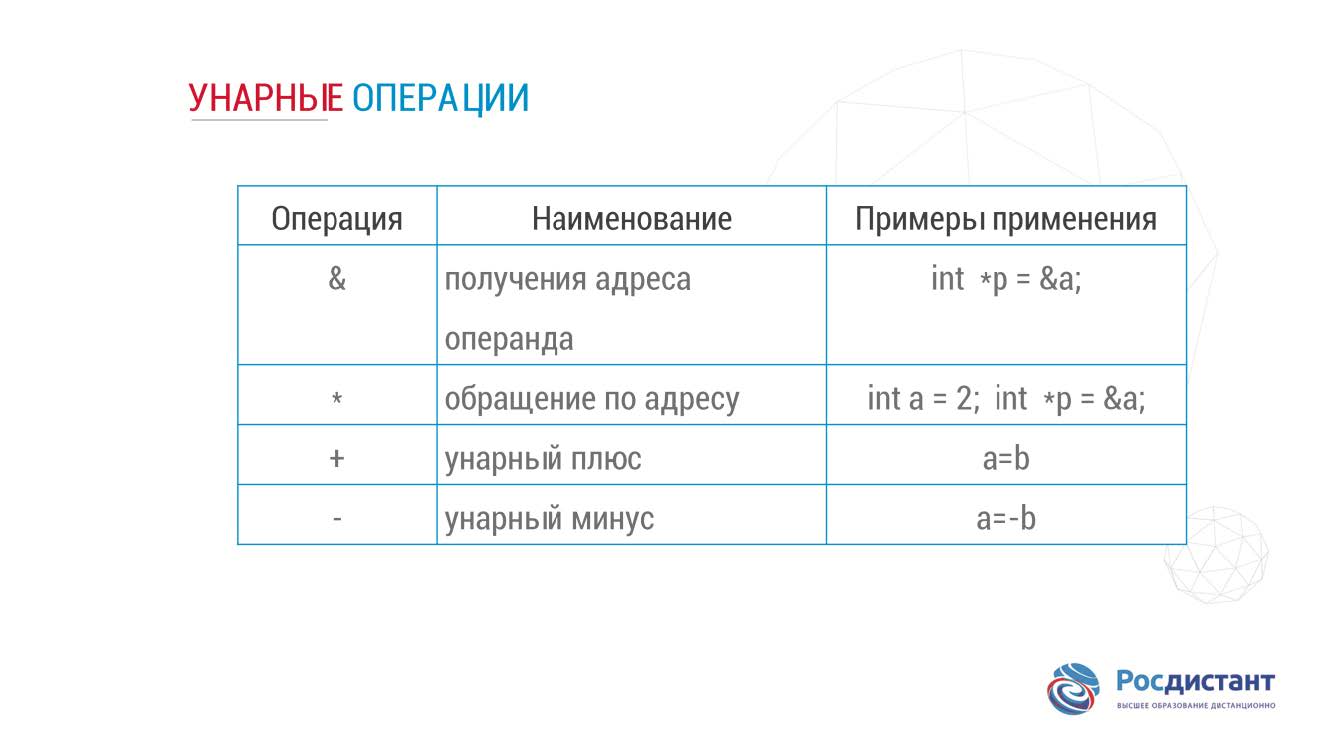 УНАРНЫЕ ОПЕРАЦИИ
Операция Наименование Примеры применения
& получения адреса int *p = &a;
операнда
* обращение по адресу int a = 2; int *p = &a;
+ унарный плюс a=b
- унарный минус a=-b
Росдистант
ВЫСШЕЕ ОБРАЗОВАНИЕ ДИСТАНЦИОННО